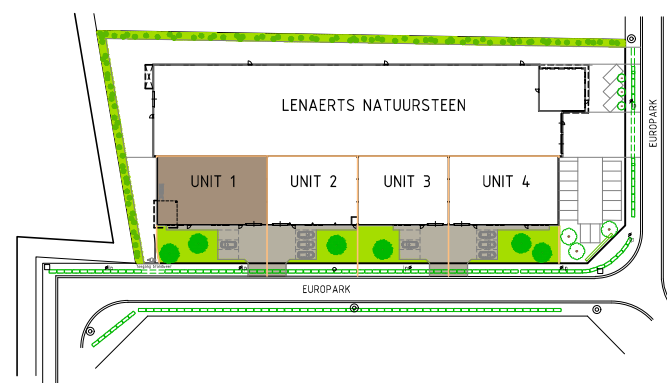 LENAERTS NATUURSTEEN
EUROPARK
UNIT 1
UNIT 2
UNIT 3
UNIT 4
EUROPARK